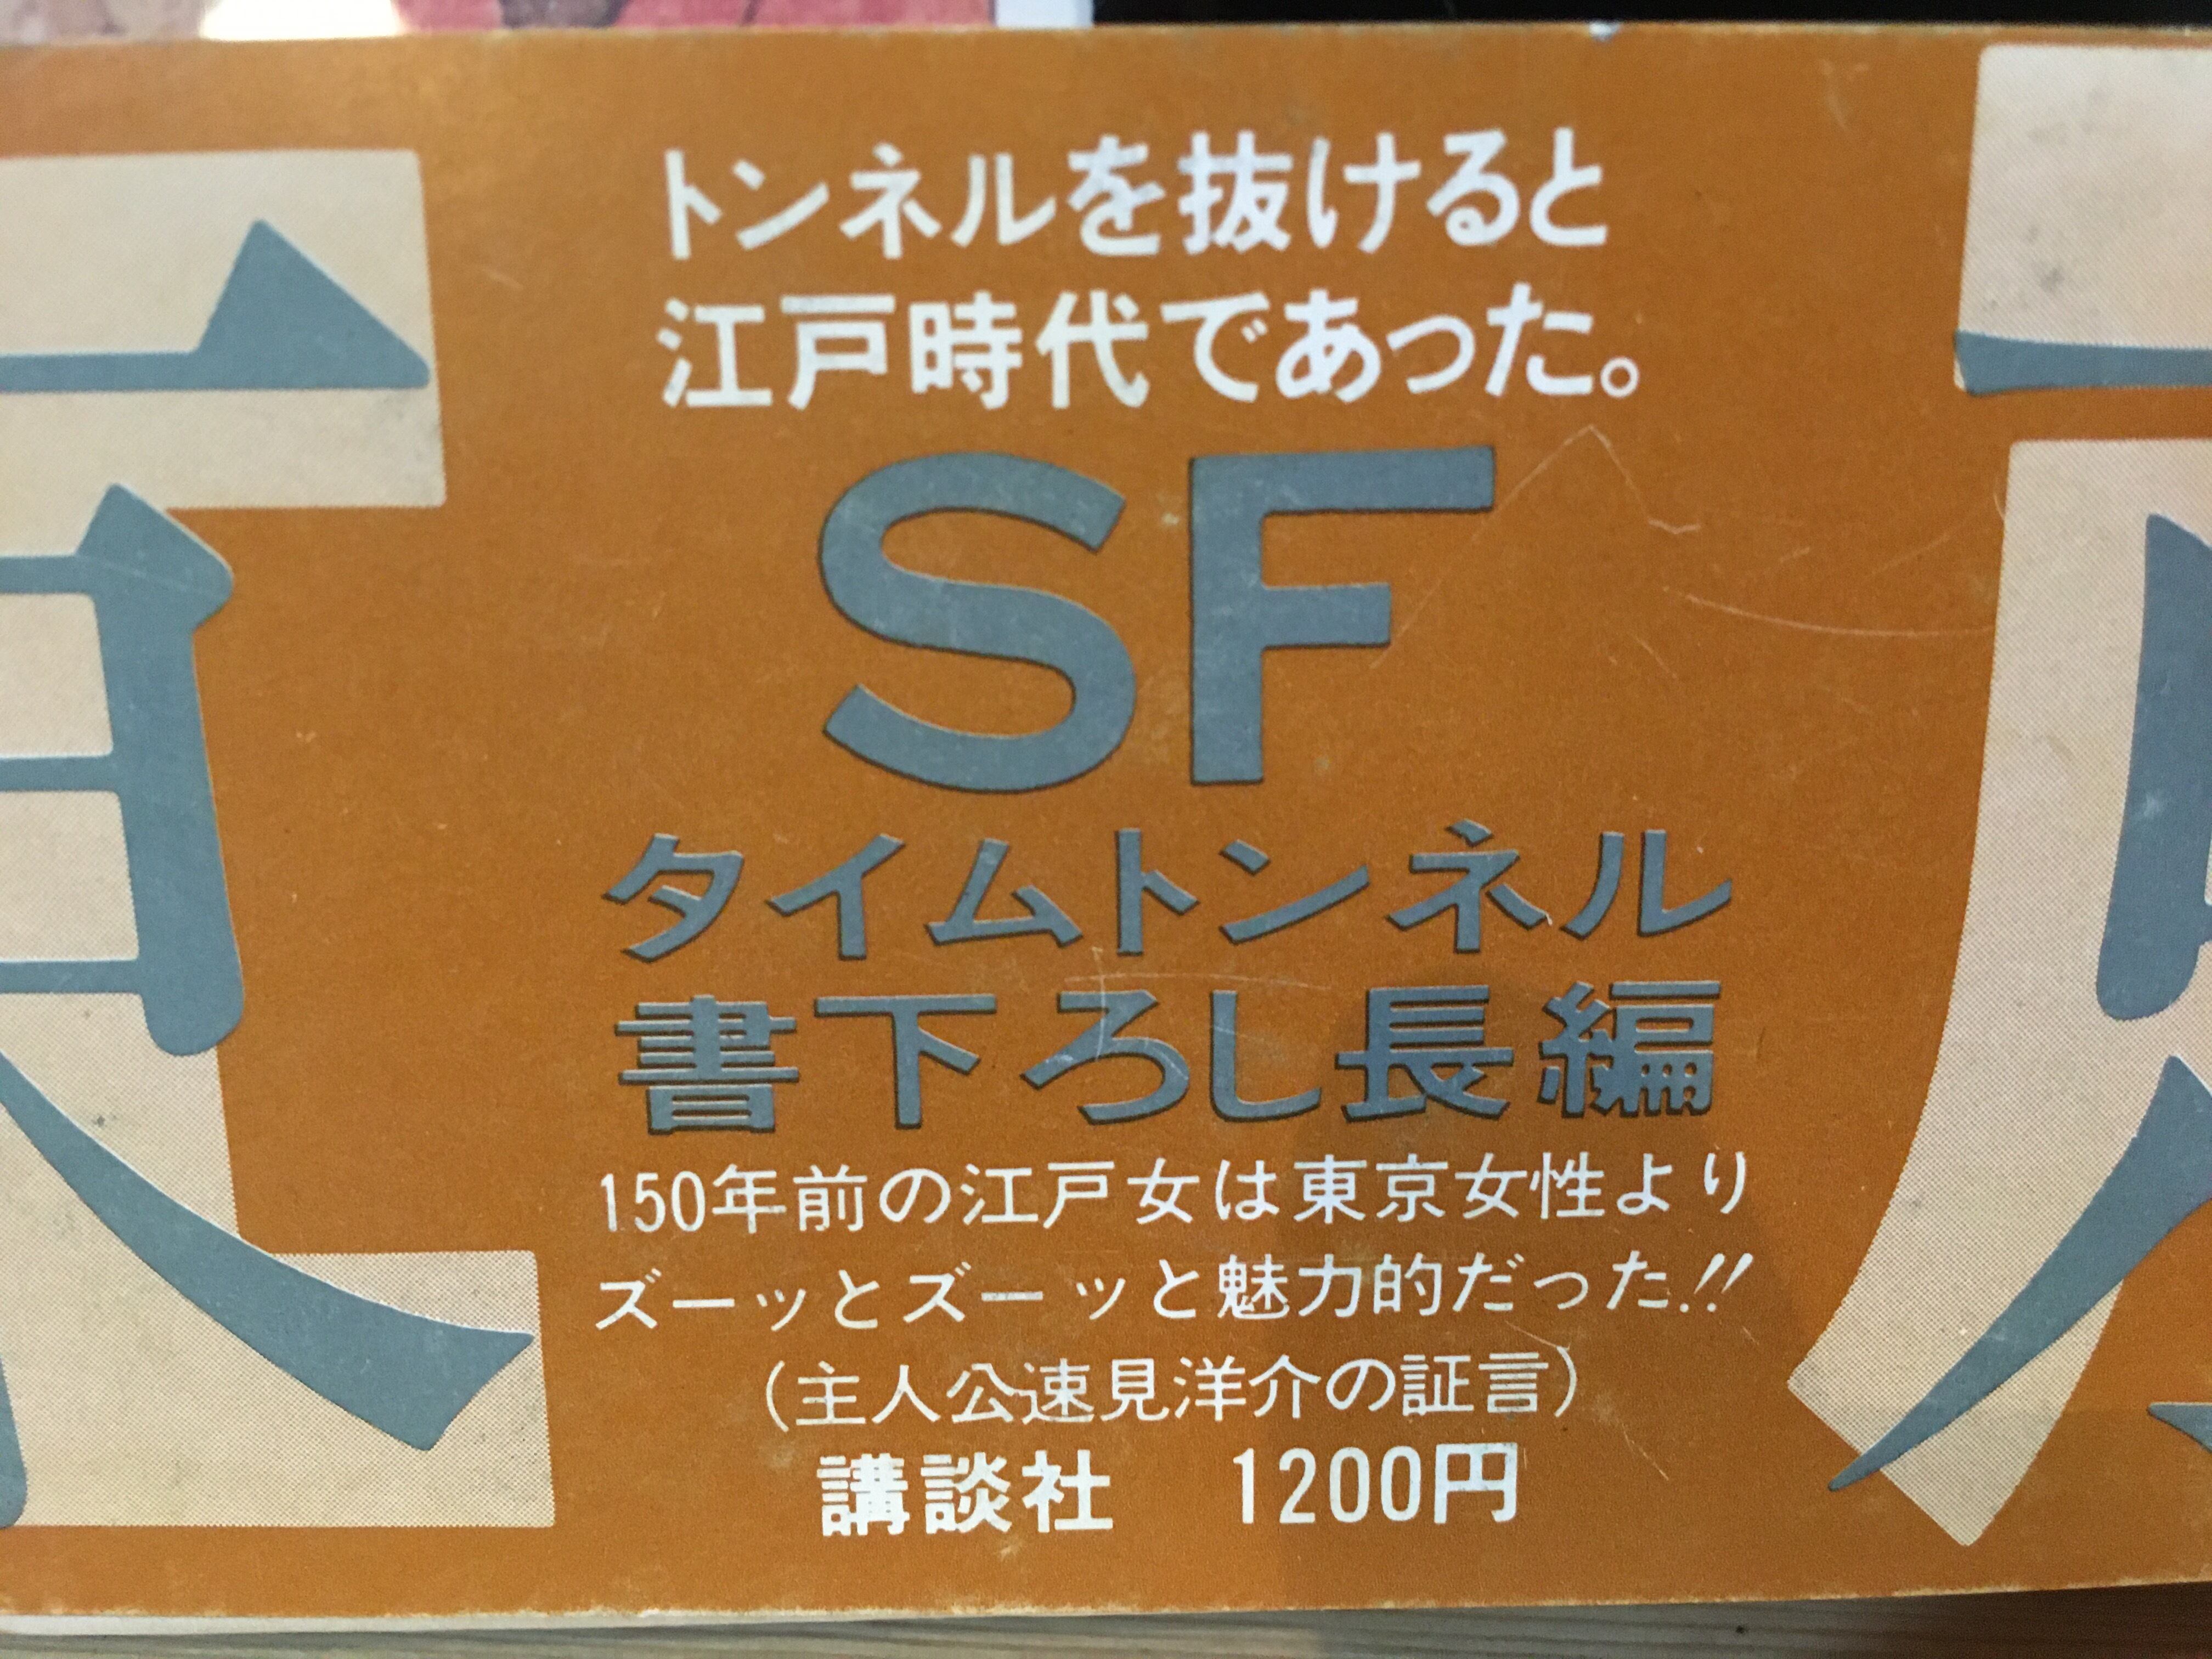 トンネルを抜けると
江戸時代であった。
SF
タイムトンネル
書下ろし長編
150年前の江戸女は東京女性より
ズーッとズーッと魅力的だった!!
(主人公速見洋介の証言)
講談社　1200円